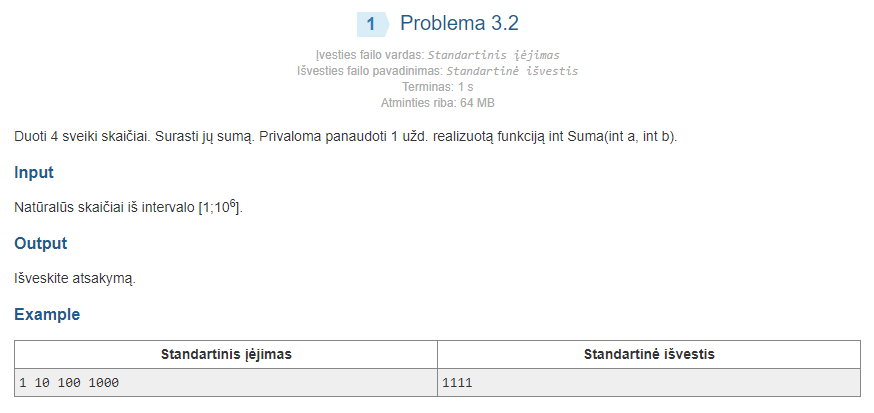 1 Problema 3.2
Įvesties failo vardas: Standartinis įėjimas
Išvesties failo pavadinimas: Standartinė išvestis
Terminas: 1 s
Atminties riba: 64 MB
Duoti 4 sveiki skaičiai. Surasti jų sumą. Privaloma panaudoti 1 užd. realizuotą funkciją int Suma(int a, int b).
Input
Natūralūs skaičiai iš intervalo [1;10⁶].
Output
Išveskite atsakymą.
Example
Standartinis įėjimas Standartinė išvestis
1 10 100 1000 1111